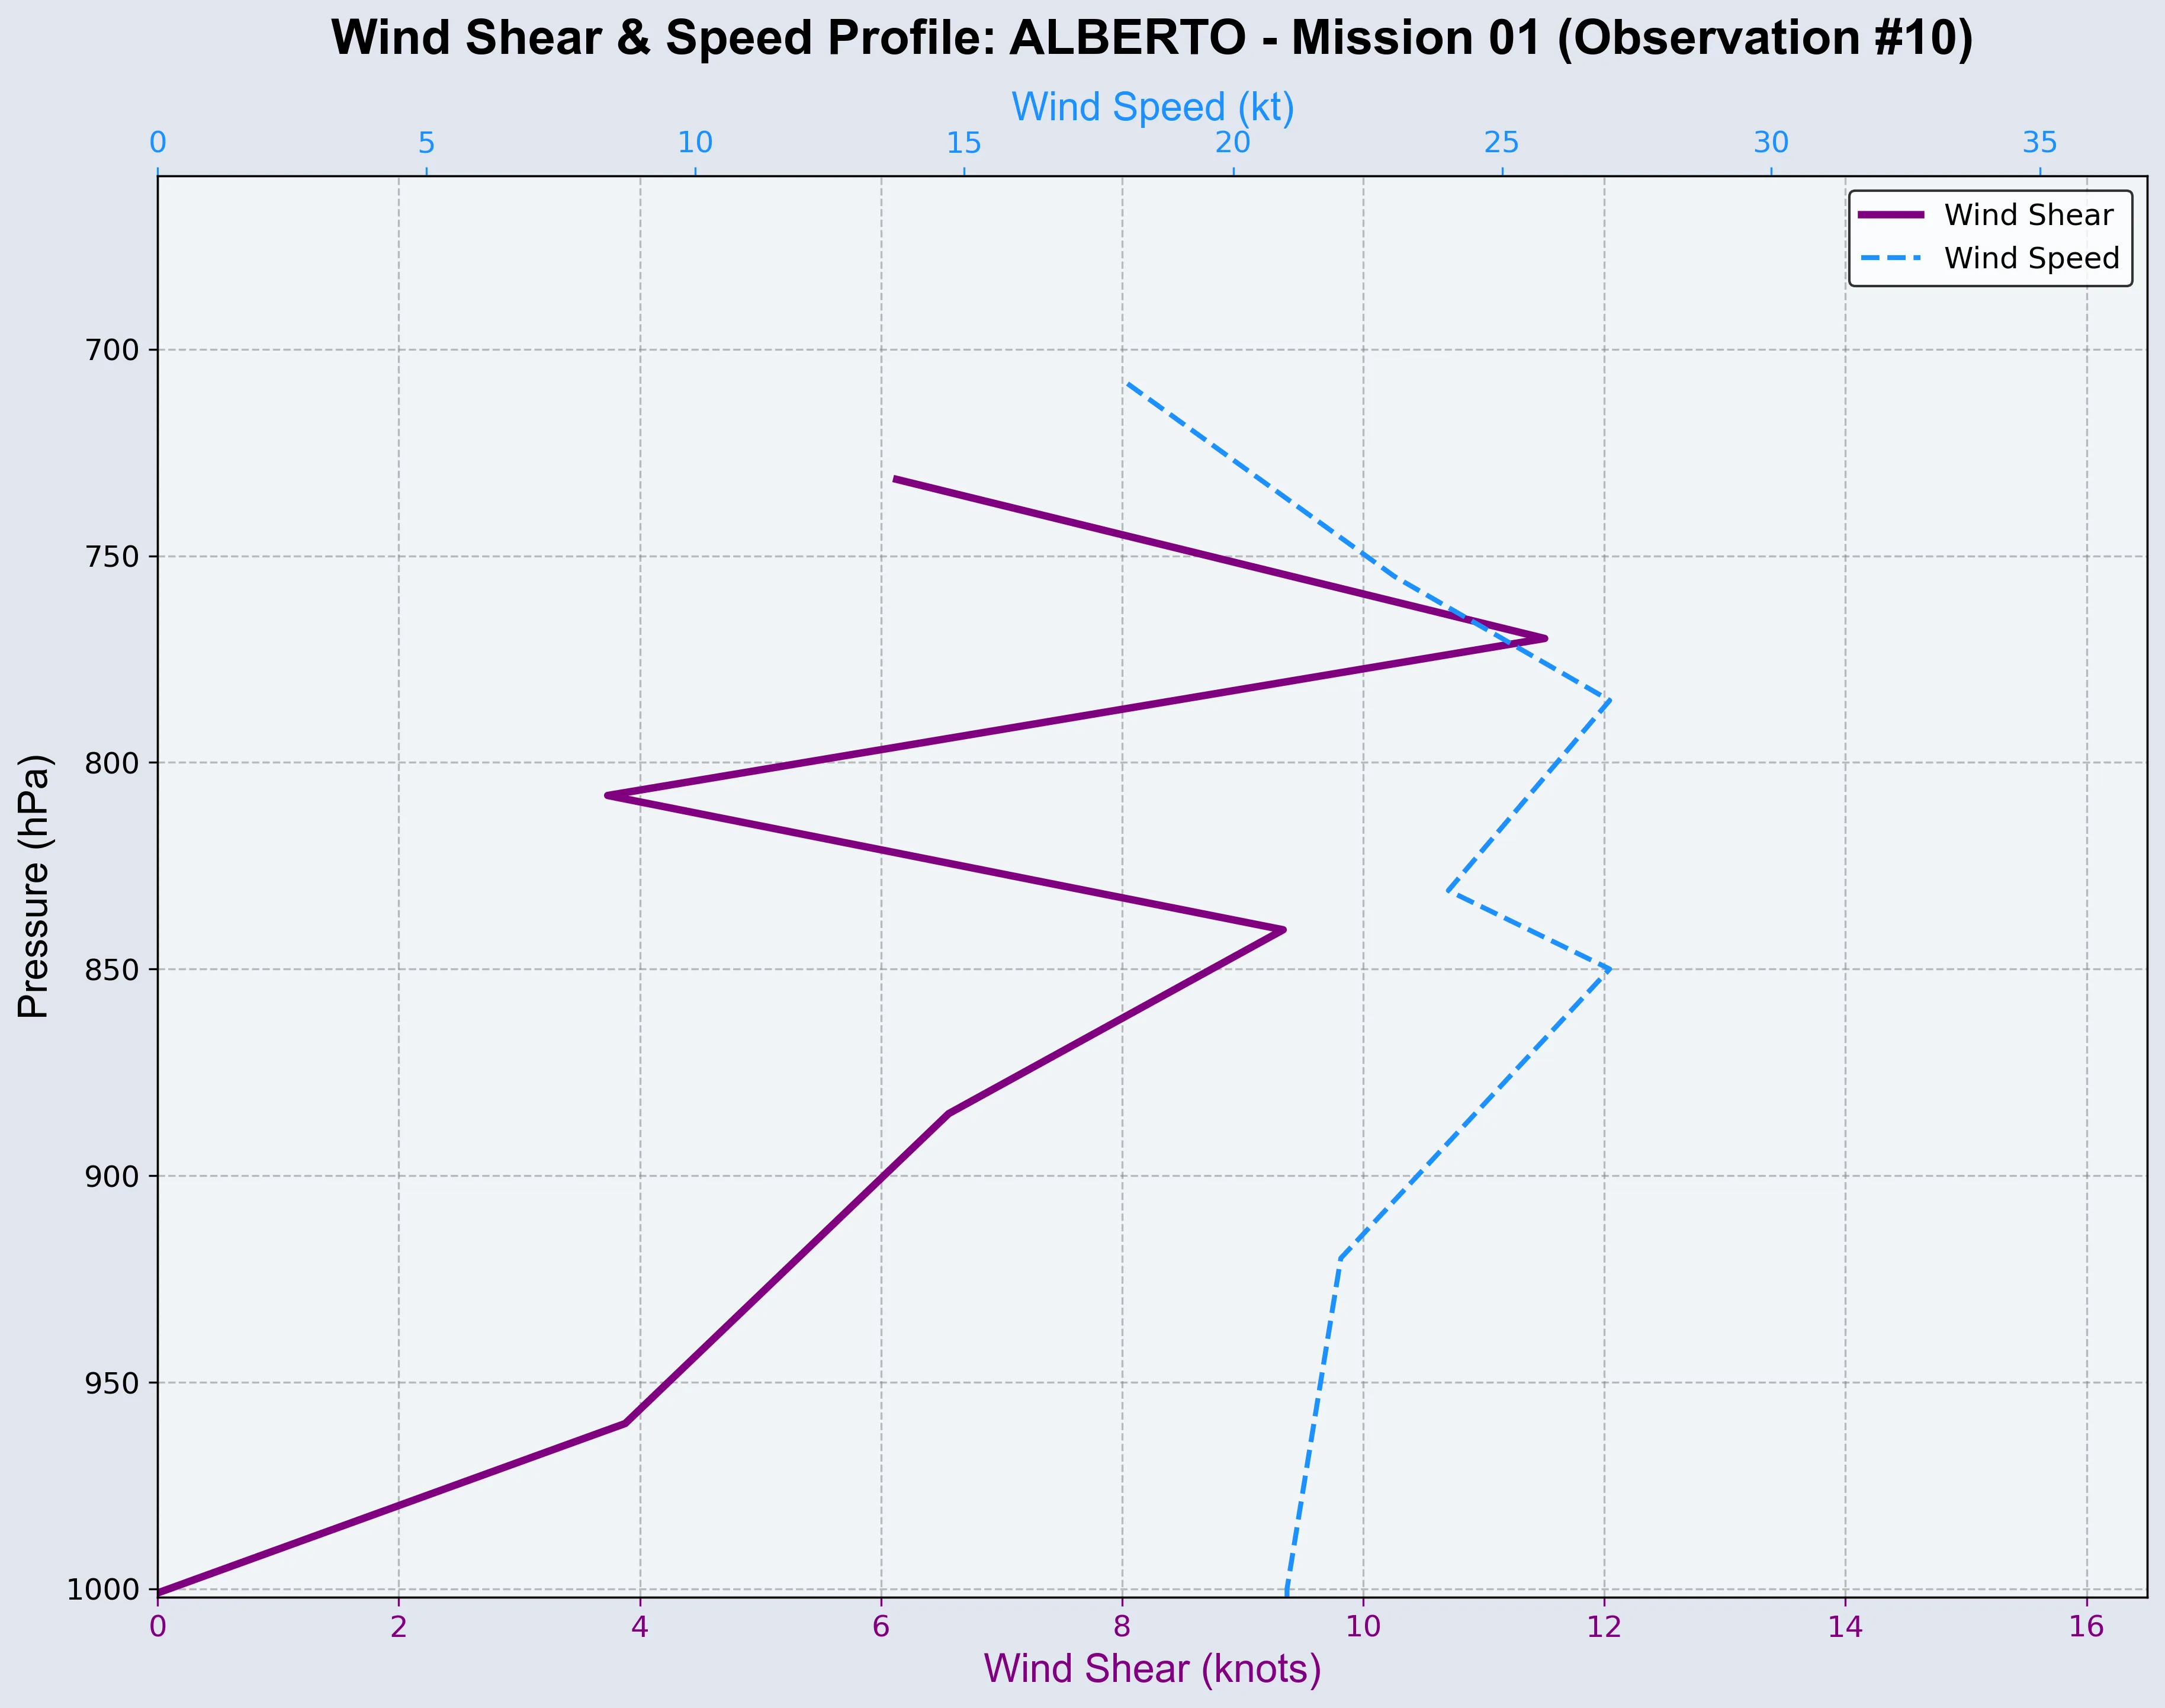 Wind Shear & Speed Profile: ALBERTO - Mission 01 (Observation #10)
Wind Speed (kt)
0 5 10 15 20 25 30 35
Wind Shear
Wind Speed
700
750
800
850
900
950
1000
Pressure (hPa)
0 2 4 6 8 10 12 14 16
Wind Shear (knots)